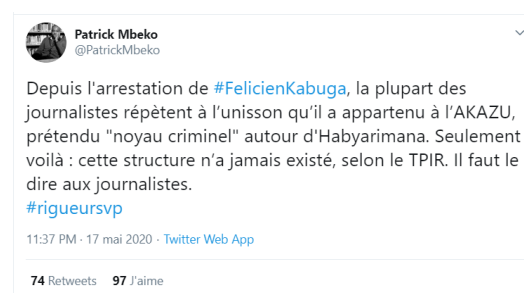 Patrick Mbeko
@PatrickMbeko
Depuis l'arrestation de #FelicienKabuga, la plupart des
journalistes répètent à l’unisson qu’il a appartenu à l’AKAZU,
prétendu "noyau criminel" autour d'Habyarimana. Seulement
voilà : cette structure n’a jamais existé, selon le TPIR. Il faut le
dire aux journalistes.
#rigueursvp
11:37 PM · 17 mai 2020 · Twitter Web App
74 Retweets 97 J'aime